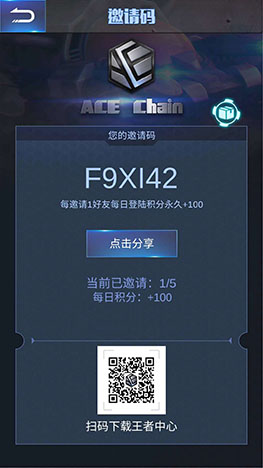 邀请码
ACE Chain
您的邀请码
F9XI42
每邀请1好友每日登陆积分永久+100
点击分享
当前已邀请：1/5
每日积分：+100
扫码下载王者中心